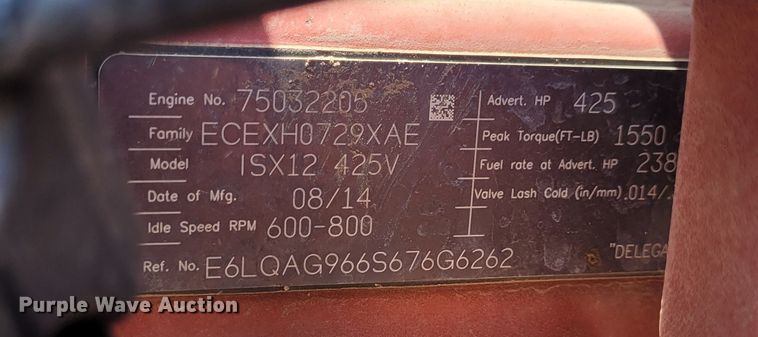 Engine No. 75032205
Family ECEXH0729XAE
Model ISX12 425V
Date of Mfg. 08/14
Idle Speed RPM 600-800
Ref. No. E6LQAG966S676G6262
Advert. HP 425
Peak Torque(FT-LB) 1550
Fuel rate at Advert. HP 238
Valve Lash Cold (in/mm) .014/.
"DELEGA
Purple Wave Auction